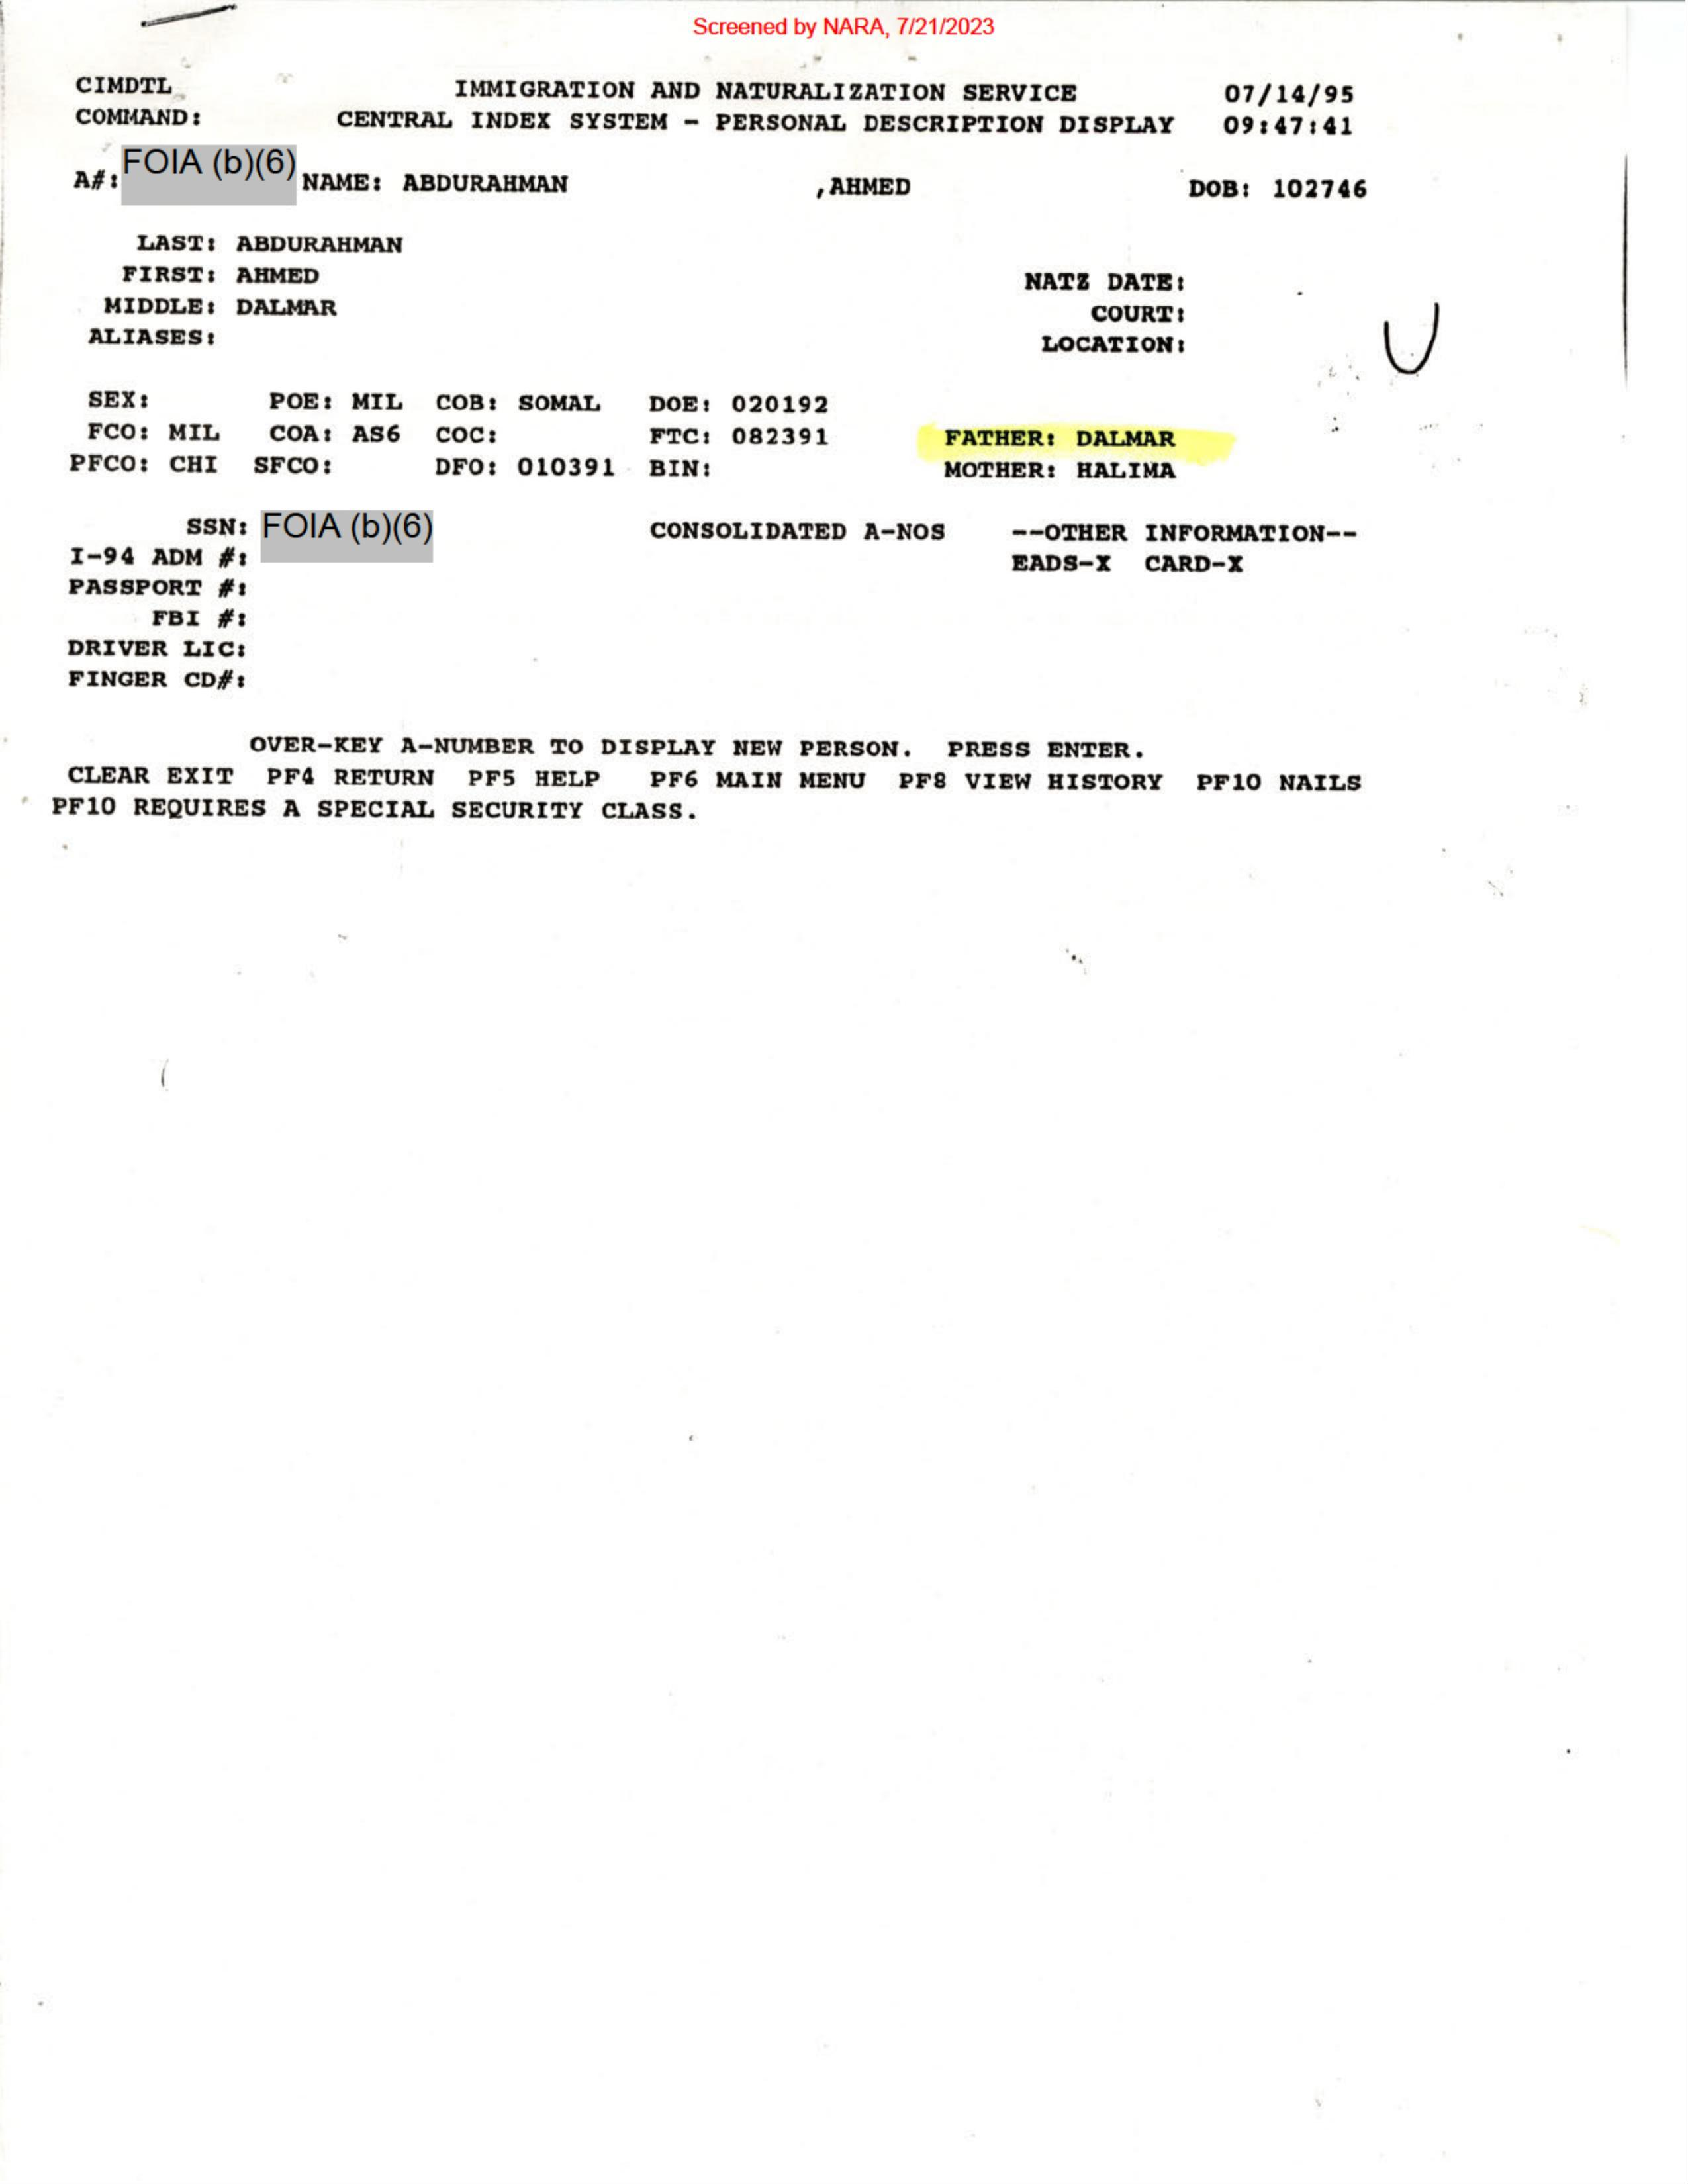 Screened by NARA, 7/21/2023
CIMDTL IMMIGRATION AND NATURALIZATION SERVICE 07/14/95
COMMAND: CENTRAL INDEX SYSTEM - PERSONAL DESCRIPTION DISPLAY 09:47:41
A#: FOIA (b)(6) NAME: ABDURAHMAN ,AHMED DOB: 102746
LAST: ABDURAHMAN
FIRST: AHMED NATZ DATE:
MIDDLE: DALMAR COURT:
ALIASES: LOCATION:
U
SEX: POE: MIL COB: SOMAL DOE: 020192
FCO: MIL COA: AS6 COC: FTC: 082391 FATHER: DALMAR
PFCO: CHI SFCO: DFO: 010391 BIN: MOTHER: HALIMA
SSN: FOIA (b)(6) CONSOLIDATED A-NOS --OTHER INFORMATION--
I-94 ADM #: EADS-X CARD-X
PASSPORT #:
FBI #:
DRIVER LIC:
FINGER CD#:
OVER-KEY A-NUMBER TO DISPLAY NEW PERSON. PRESS ENTER.
CLEAR EXIT PF4 RETURN PF5 HELP PF6 MAIN MENU PF8 VIEW HISTORY PF10 NAILS
PF10 REQUIRES A SPECIAL SECURITY CLASS.